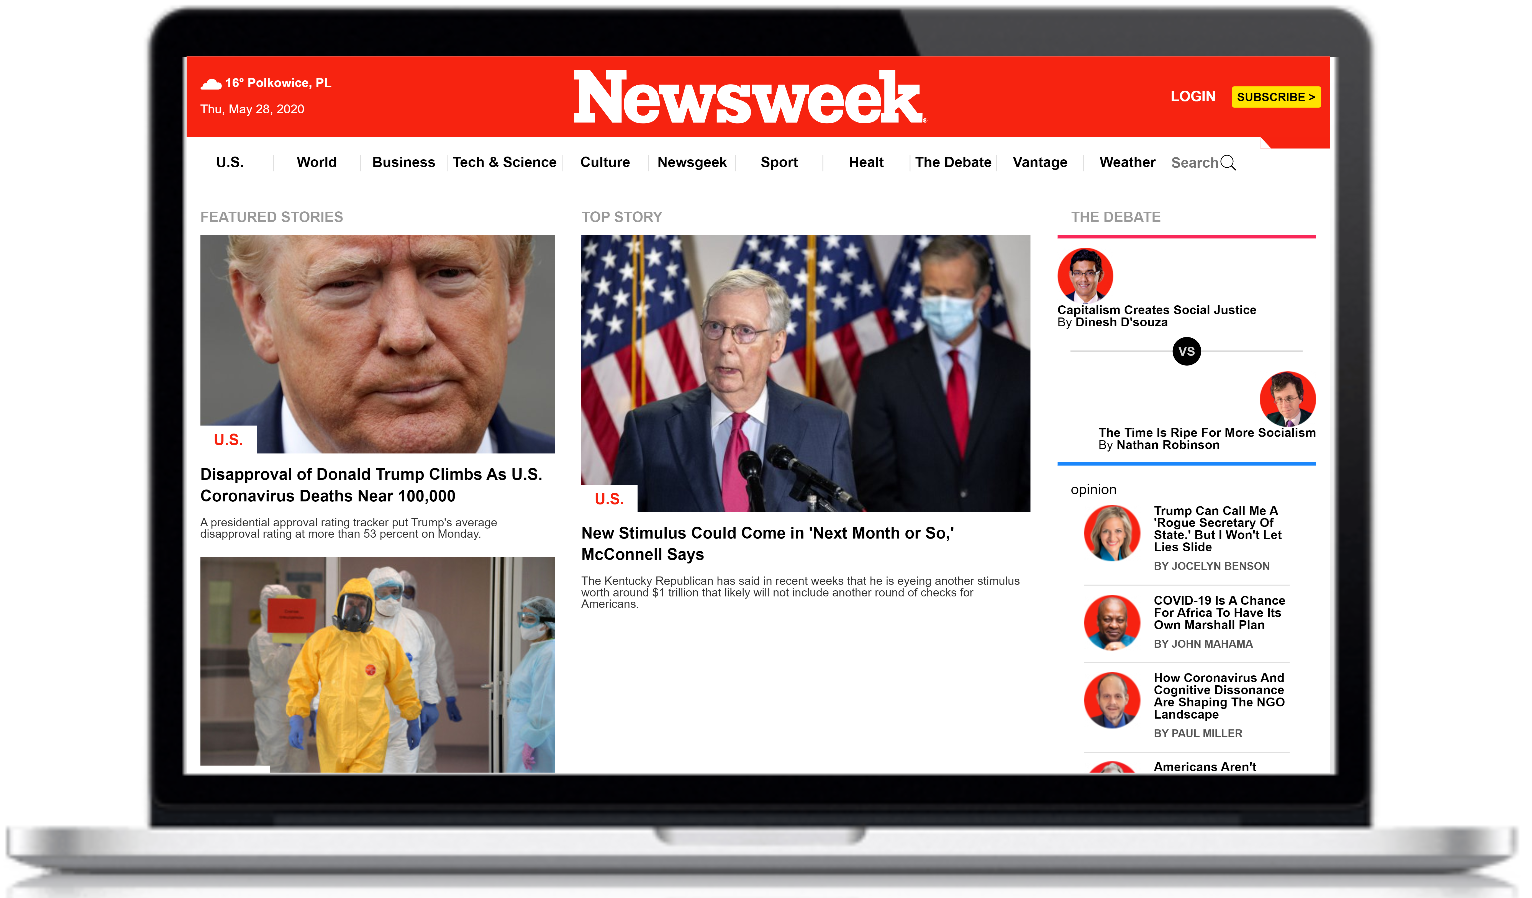 16° Polkowice, PL
Thu, May 28, 2020
Newsweek
LOGIN
SUBSCRIBE >
U.S.
World
Business
Tech & Science
Culture
Newsgeek
Sport
Healt
The Debate
Vantage
Weather
Search
FEATURED STORIES
U.S.
Disapproval of Donald Trump Climbs As U.S.
Coronavirus Deaths Near 100,000
A presidential approval rating tracker put Trump's average
disapproval rating at more than 53 percent on Monday.
TOP STORY
U.S.
New Stimulus Could Come in 'Next Month or So,'
McConnell Says
The Kentucky Republican has said in recent weeks that he is eyeing another stimulus
worth around $1 trillion that likely will not include another round of checks for
Americans.
THE DEBATE
Capitalism Creates Social Justice
By Dinesh D'souza
VS
The Time Is Ripe For More Socialism
By Nathan Robinson
opinion
Trump Can Call Me A
'Rogue Secretary Of
State.' But I Won't Let
Lies Slide
BY JOCELYN BENSON
COVID-19 Is A Chance
For Africa To Have Its
Own Marshall Plan
BY JOHN MAHAMA
How Coronavirus And
Cognitive Dissonance
Are Shaping The NGO
Landscape
BY PAUL MILLER
Americans Aren't